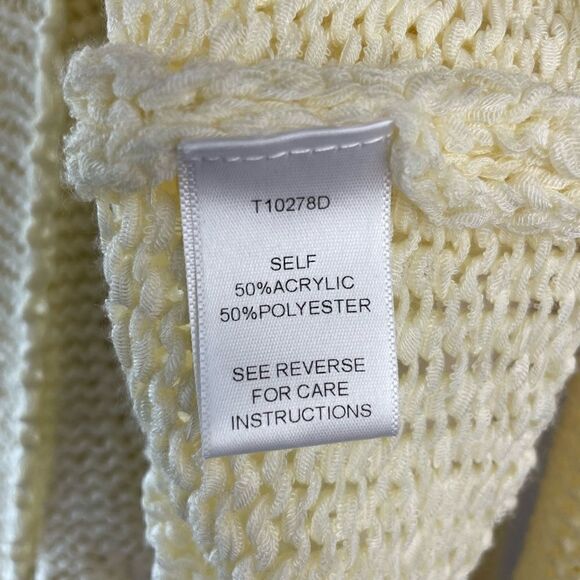 T10278D
SELF
50%ACRYLIC
50%POLYESTER
SEE REVERSE
FOR CARE
INSTRUCTIONS